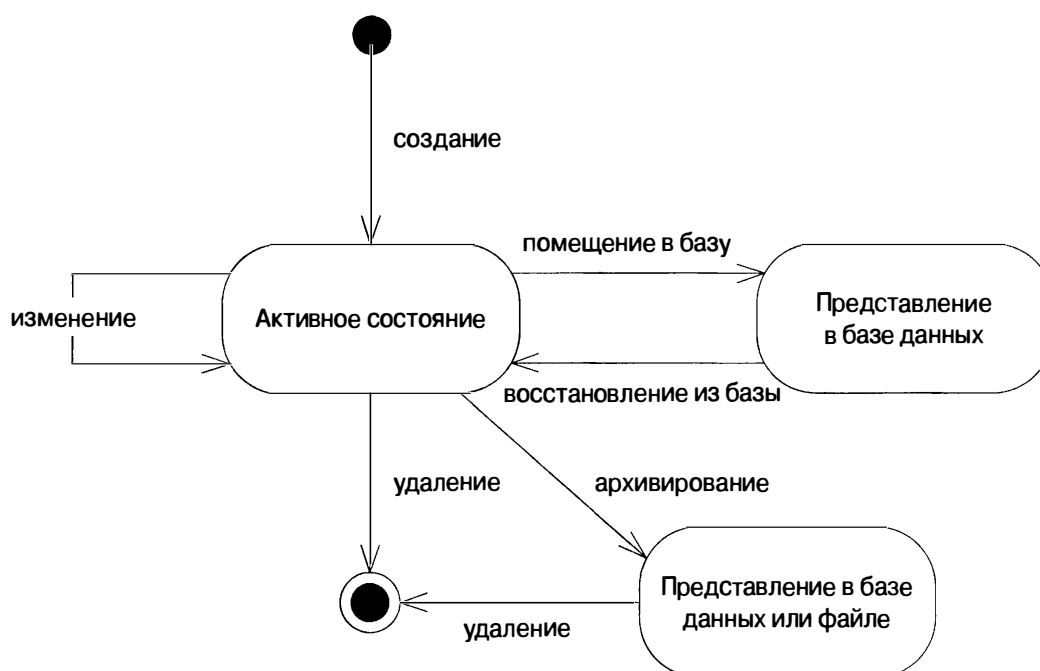 создание
помещение в базу
изменение
Активное состояние
Представление
в базе данных
восстановление из базы
удаление
архивирование
Представление в базе
данных или файле
удаление